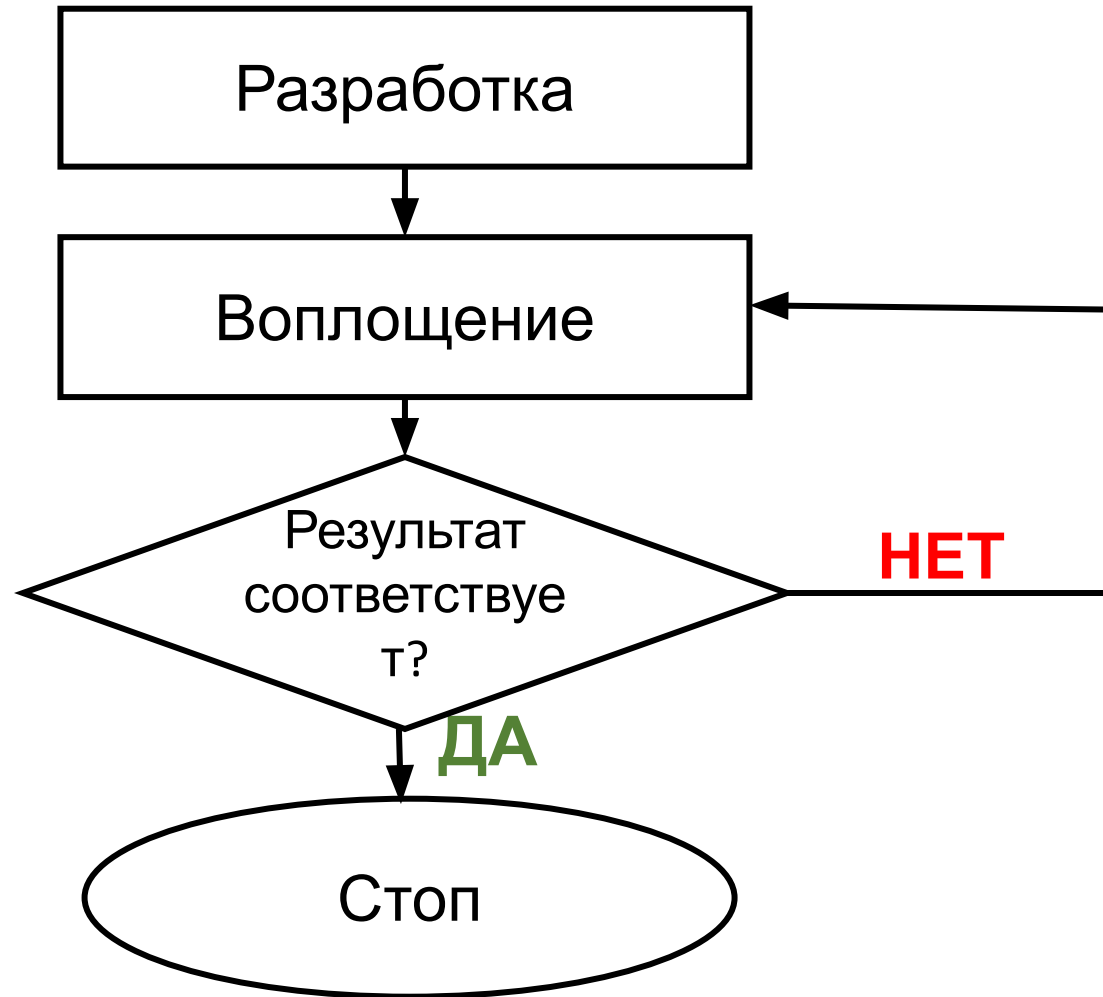 Разработка
Воплощение
Результат
соответствуе
т?
НЕТ
ДА
Стоп